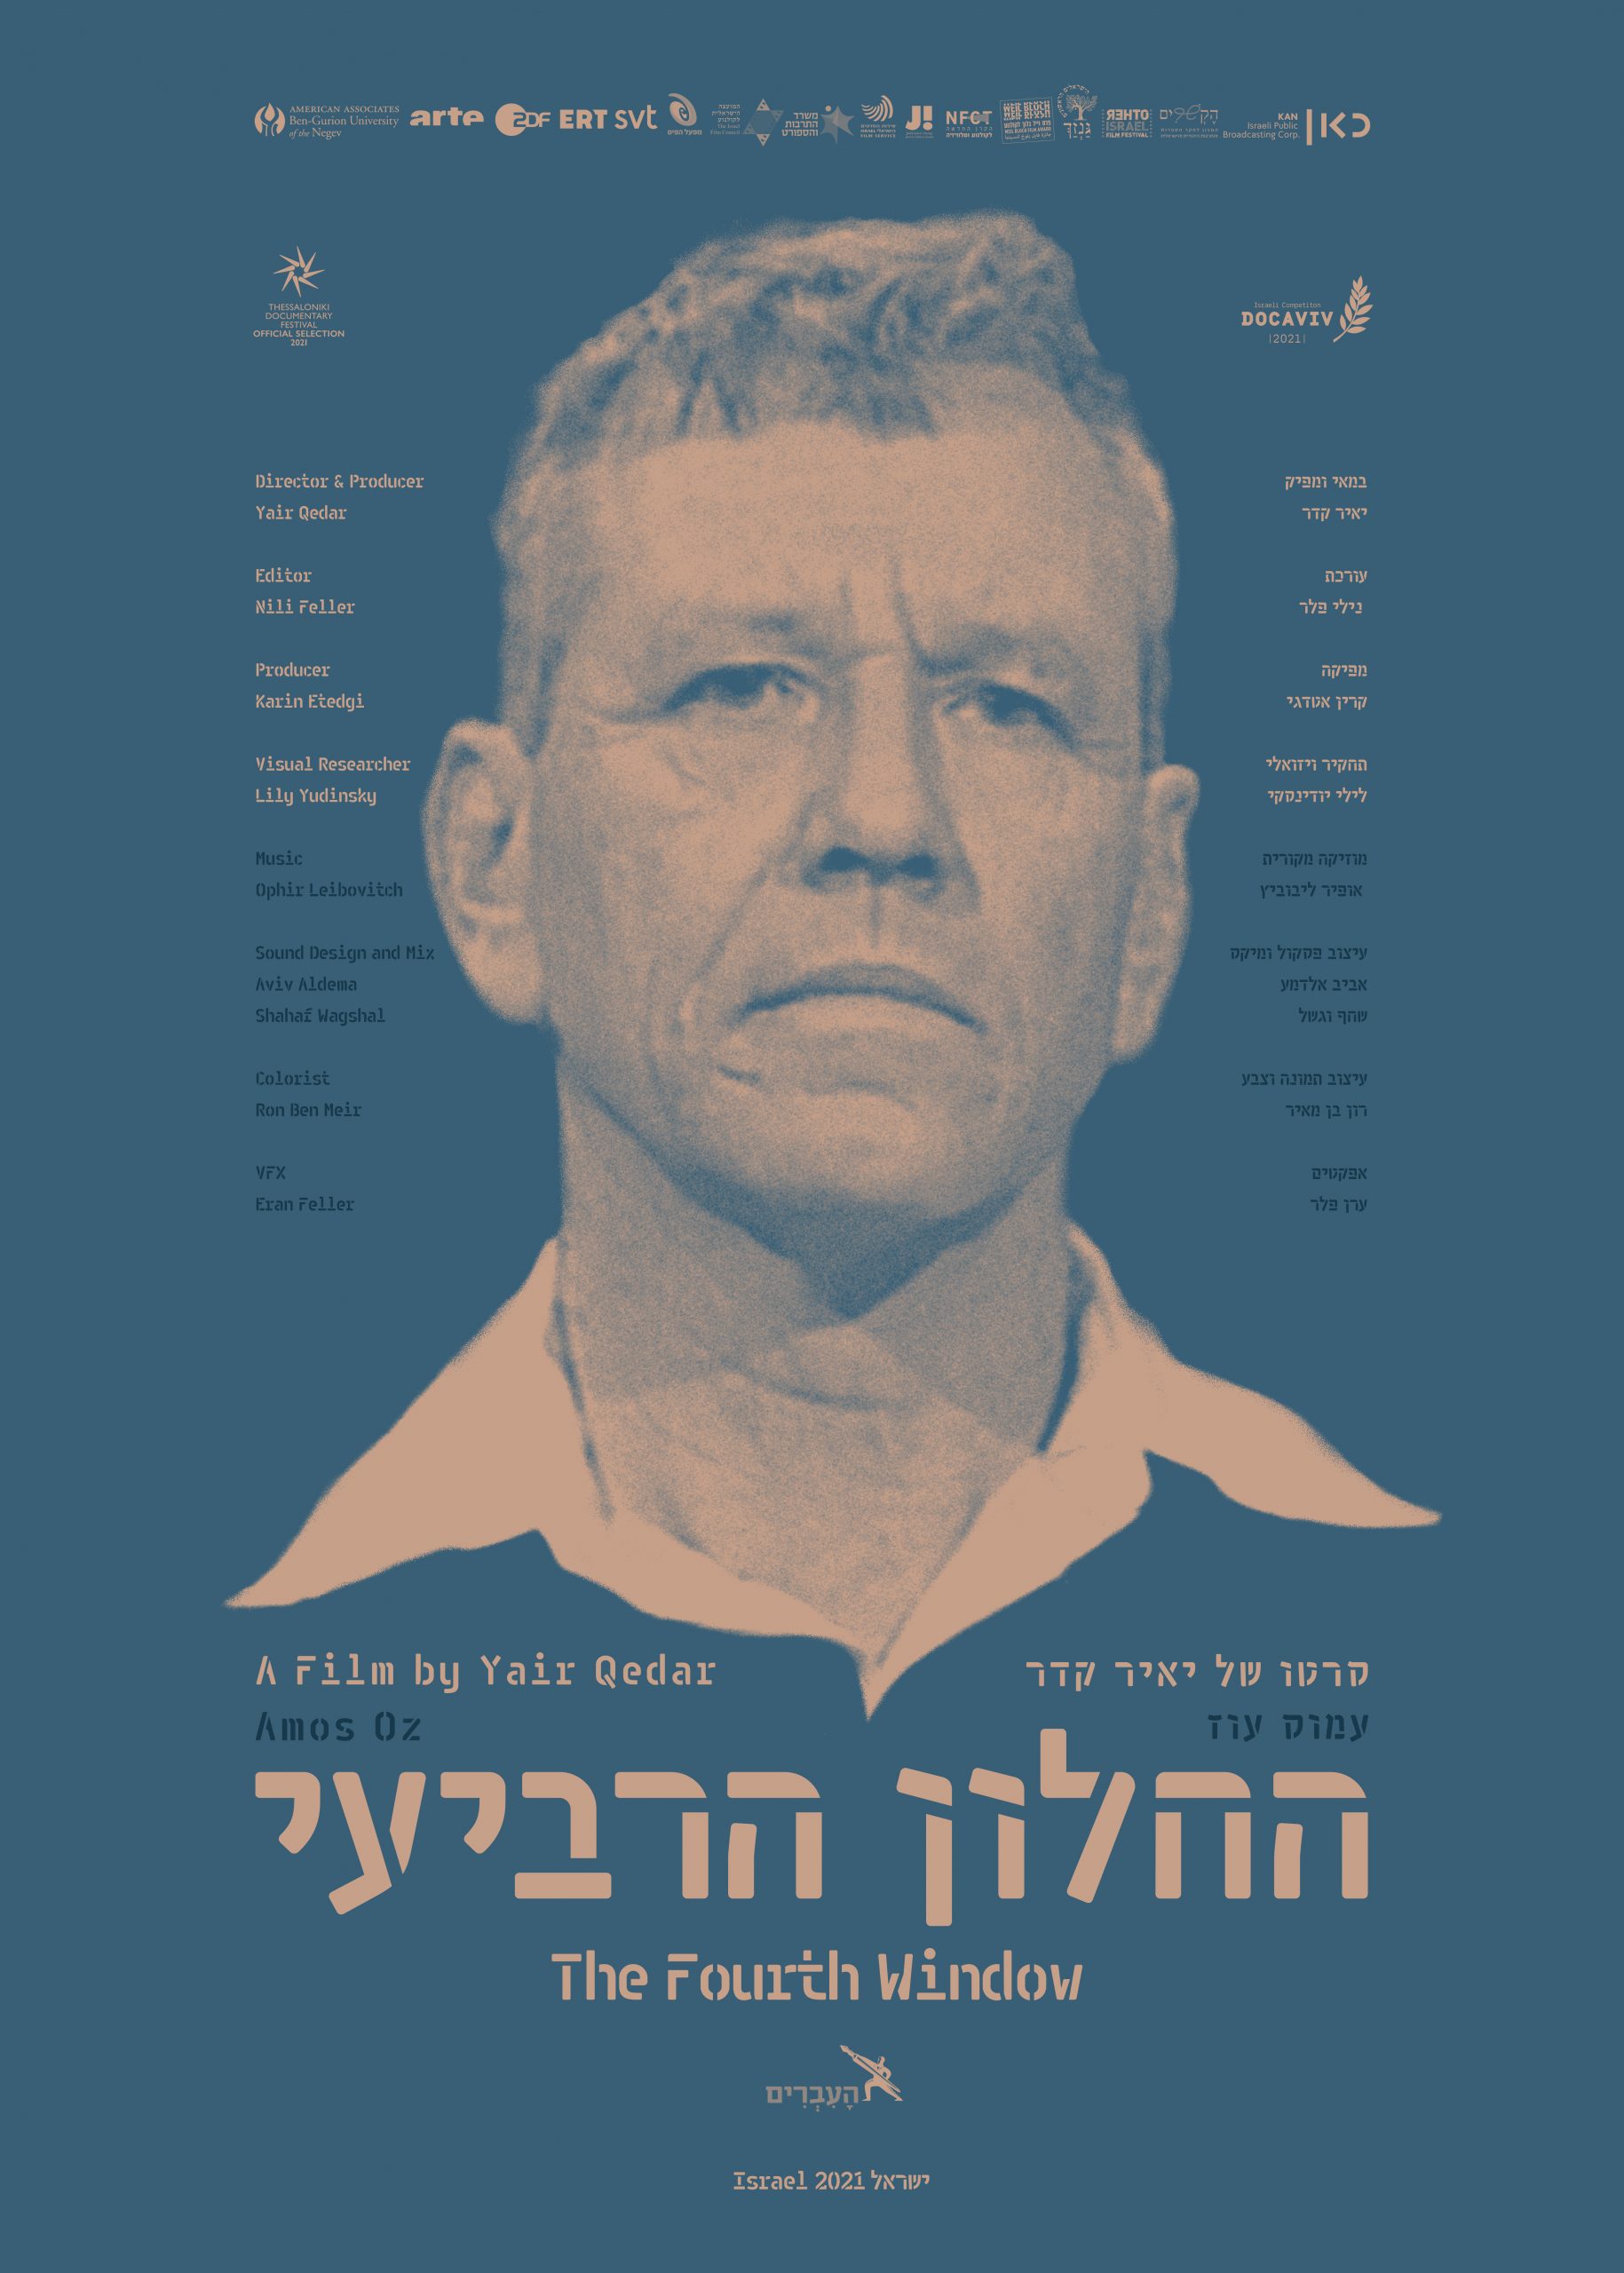 AMERICAN ASSOCIATES
Ben-Gurion University
of the Negev
arte
ZDF
ERT
svt
מפעל הפיס
משרד
התרבות
והספורט
J!
NFCT
גנזך
ЯEHTO
ISRAEL
FILM FESTIVAL
KAN
Israeli Public
Broadcasting Corp.
כאן
THESSALONIKI
DOCUMENTARY
FESTIVAL
OFFICIAL SELECTION
2021
Israeli Competiton
DOCAVIV
|2021|
Director & Producer
Yair Qedar
Editor
Nili Feller
Producer
Karin Etedgi
Visual Researcher
Lily Yudinsky
Music
Ophir Leibovitch
Sound Design and Mix
Aviv Aldema
Shahaf Wagshal
Colorist
Ron Ben Meir
VFX
Eran Feller
במאי ומפיק
יאיר קדר
עורכת
נילי פלר
מפיקה
קרין אטדגי
תחקיר ויזואלי
לילי יודינסקי
מוזיקה מקורית
אופיר ליבוביץ
עיצוב פסקול ומיקס
אביב אלדמע
שחף וגשל
עיצוב תמונה וצבע
רון בן מאיר
אפקטים
ערן פלר
A Film by Yair Qedar
סרטו של יאיר קדר
Amos Oz
עמוס עוז
החלון הרביעי
The Fourth Window
הָעִבְרִים
Israel 2021 ישראל